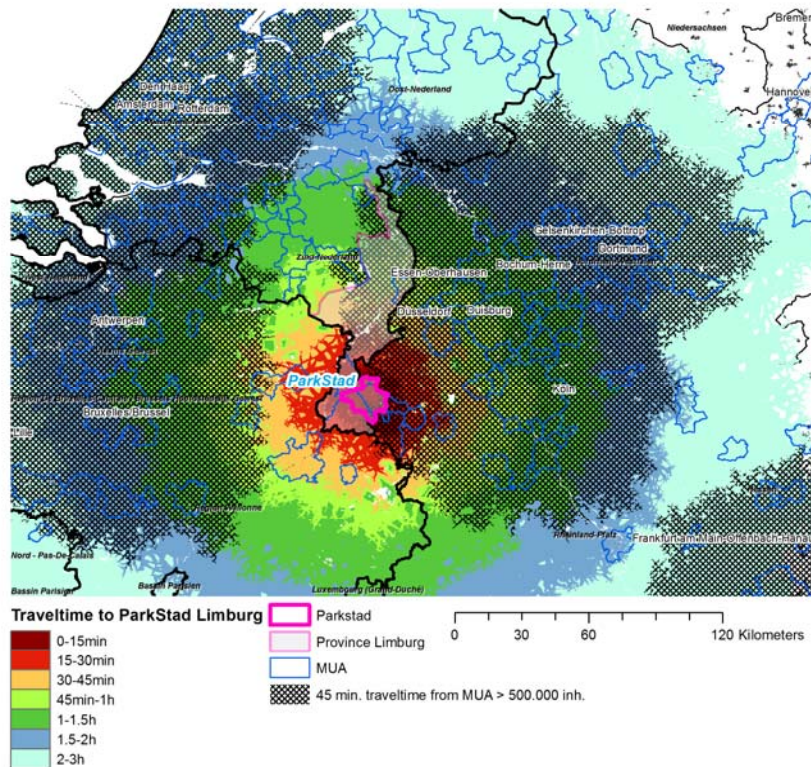 Niedersachsen
Bremen
Hannover
Oost-Nederland
Den Haag
Amsterdam
Rotterdam
Zuid-Nederland
Gelsenkirchen-Bottrop
Dortmund
Bochum-Herne
Essen-Oberhausen
Düsseldorf
Duisburg
Antwerpen
ParkStad
Köln
Bruxelles-Brussel
Lille
Rheinland-Pfalz
Frankfurt am Main-Offenbach-Hanau
Nord - Pas-De-Calais
Bassin Parisien
Bassin Parisien
Luxembourg (Grand-Duché)
Traveltime to ParkStad Limburg
0-15min
15-30min
30-45min
45min-1h
1-1.5h
1.5-2h
2-3h
Parkstad
Province Limburg
MUA
45 min. traveltime from MUA > 500.000 inh.
0 30 60 120 Kilometers